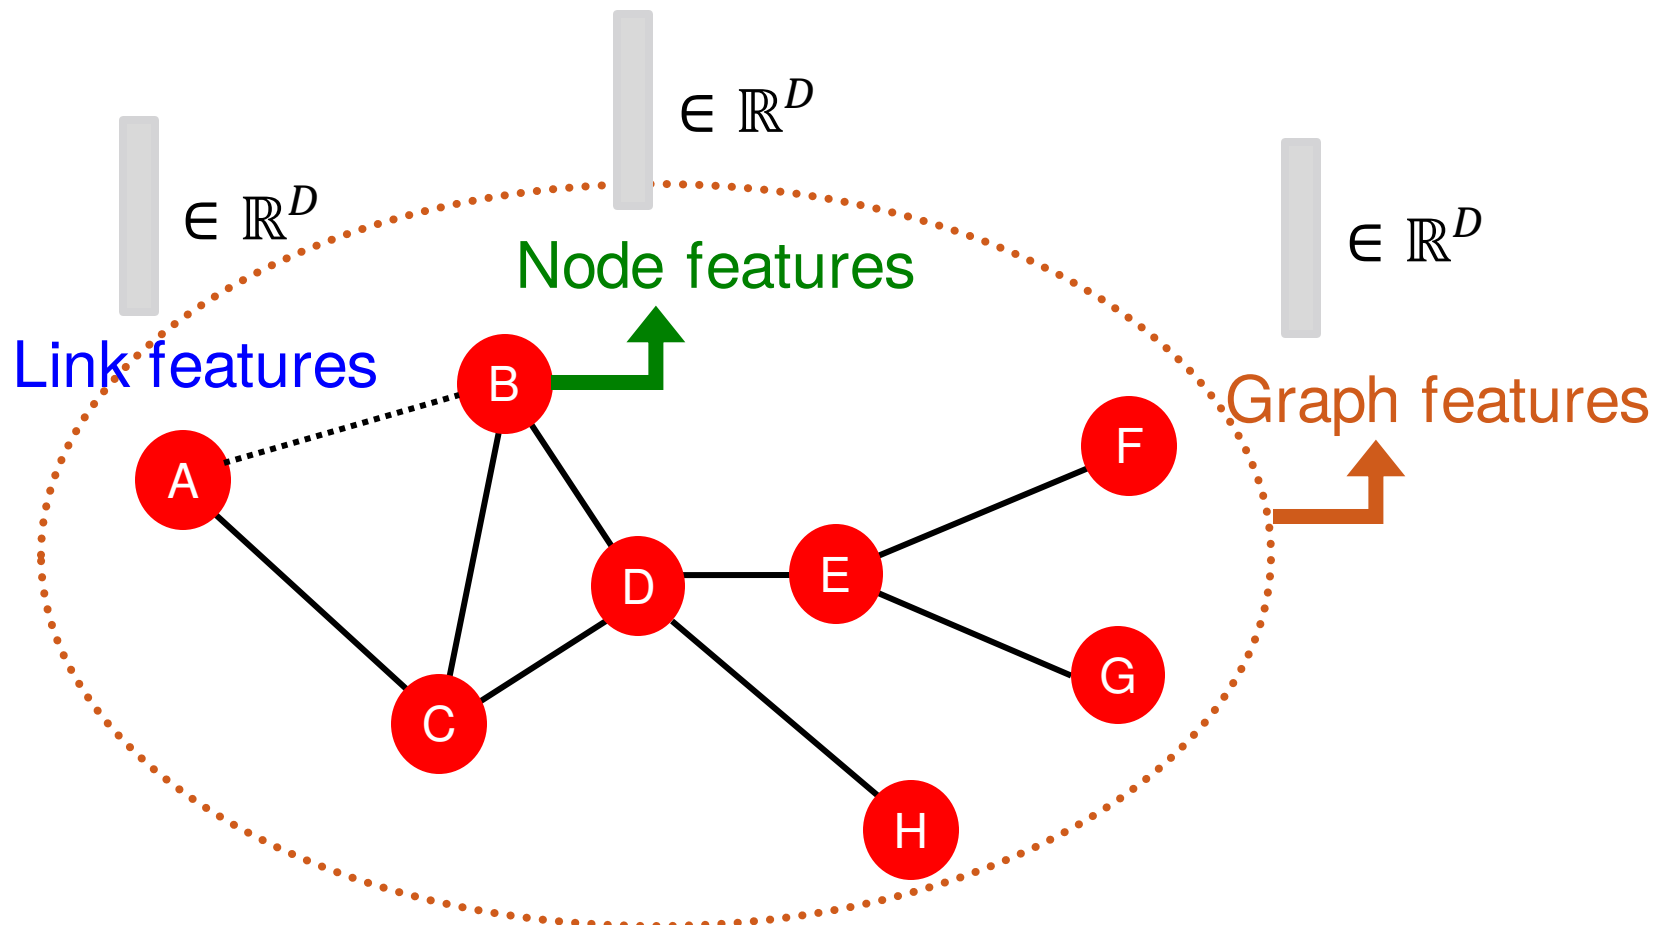 ∈ ℝ^D
∈ ℝ^D
∈ ℝ^D
Node features
Link features
Graph features
B
F
A
E
D
G
C
H